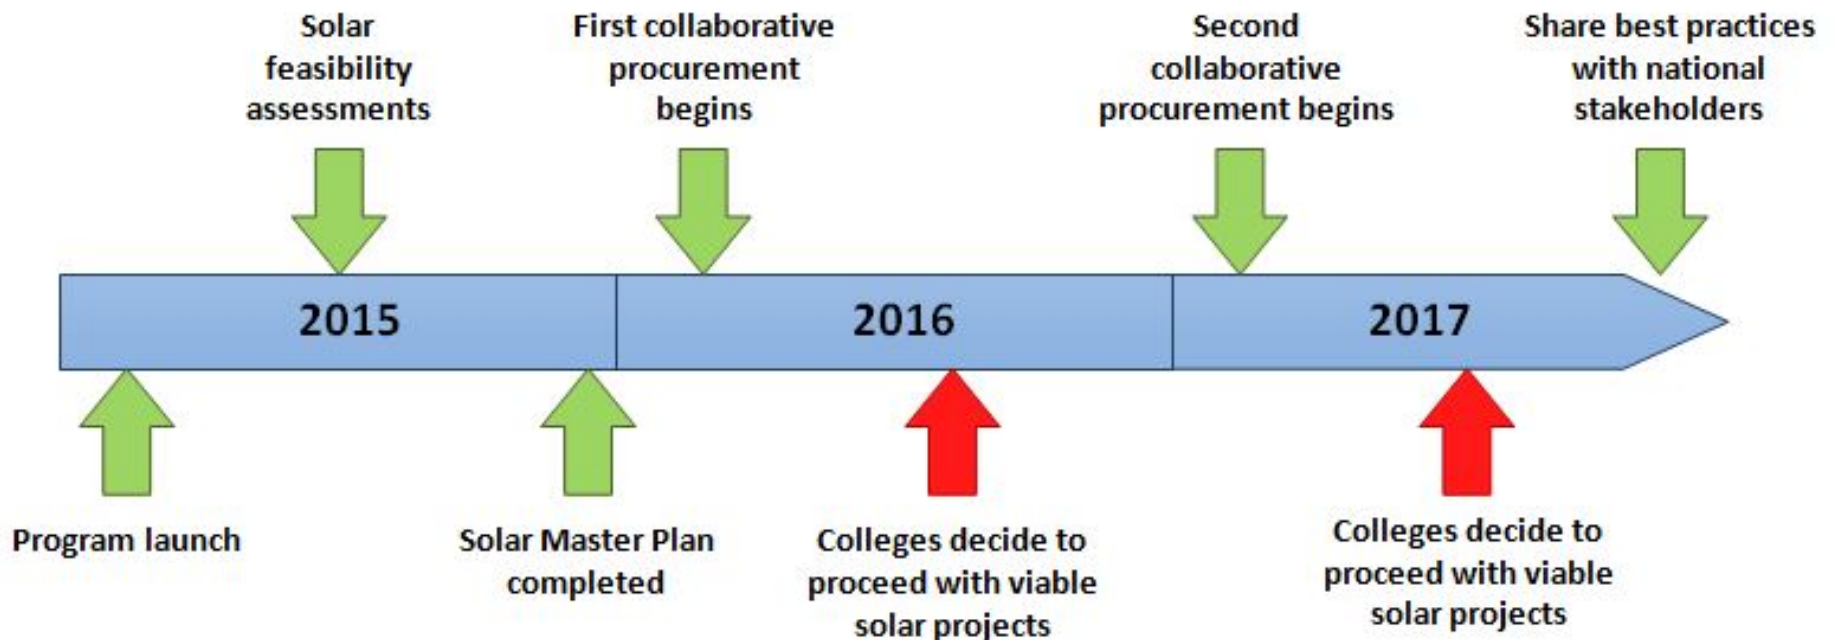 Solar
feasibility
assessments
First collaborative
procurement
begins
Second
collaborative
procurement begins
Share best practices
with national
stakeholders
2015
2016
2017
Program launch
Solar Master Plan
completed
Colleges decide to
proceed with viable
solar projects
Colleges decide to
proceed with viable
solar projects